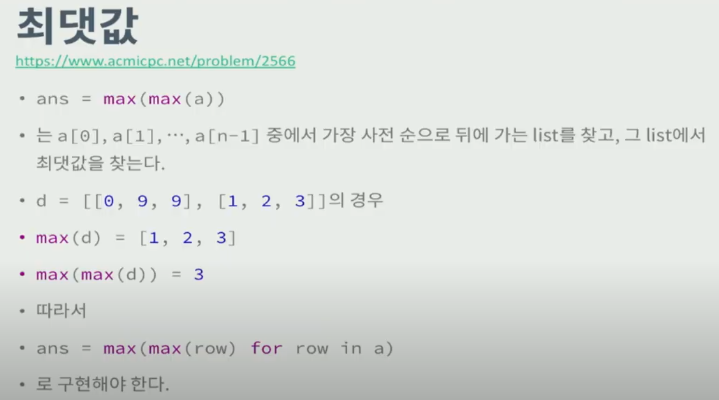 최댓값
https://www.acmicpc.net/problem/2566
• ans = max(max(a))
• 는 a[0], a[1], …, a[n-1] 중에서 가장 사전 순으로 뒤에 가는 list를 찾고, 그 list에서
최댓값을 찾는다.
• d = [[0, 9, 9], [1, 2, 3]]의 경우
• max(d) = [1, 2, 3]
• max(max(d)) = 3
• 따라서
• ans = max(max(row) for row in a)
• 로 구현해야 한다.